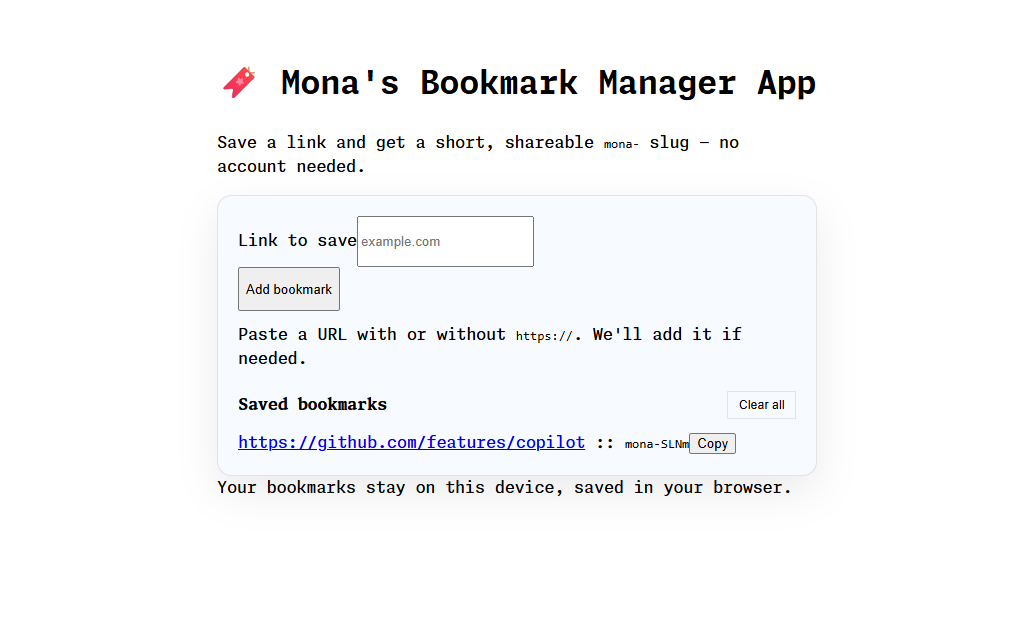 Mona's Bookmark Manager App
Save a link and get a short, shareable mona- slug — no
account needed.
Link to save example.com
Add bookmark
Paste a URL with or without https://. We'll add it if
needed.
Saved bookmarks Clear all
https://github.com/features/copilot :: mona-SLNm Copy
Your bookmarks stay on this device, saved in your browser.